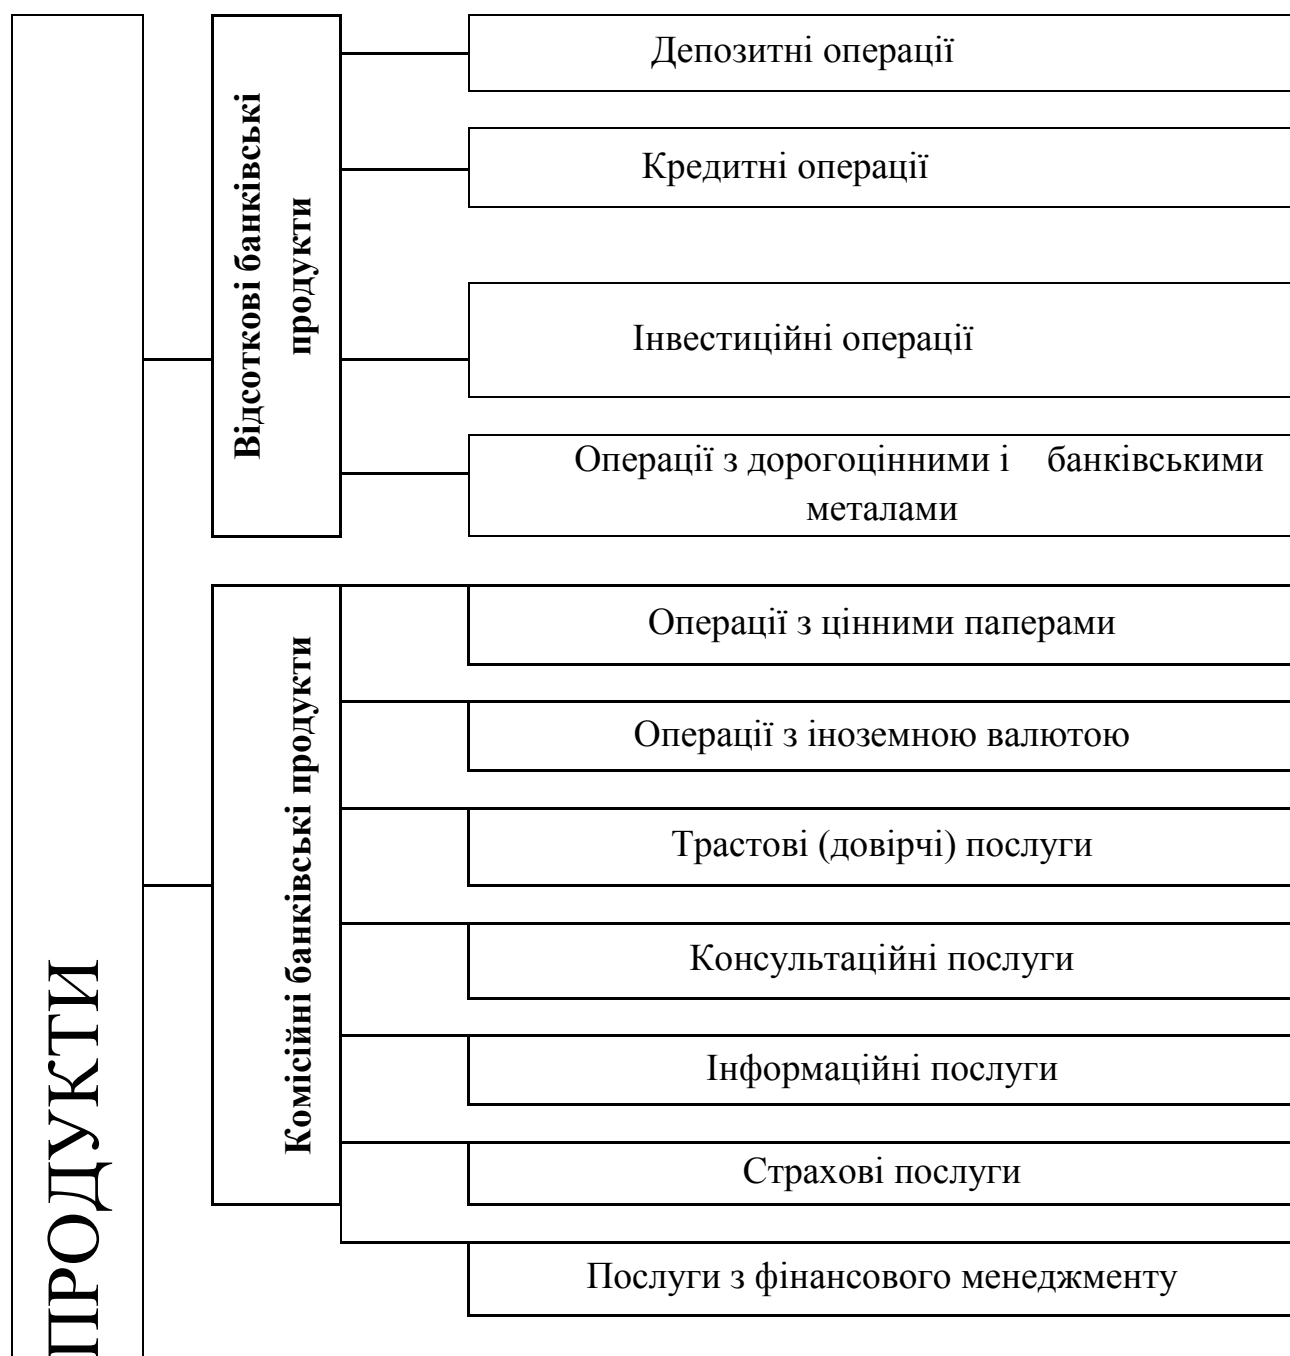 ПРОДУКТИ
Відсоткові банківські
продукти
Депозитні операції
Кредитні операції
Інвестиційні операції
Операції з дорогоцінними і банківськими
металами
Комісійні банківські продукти
Операції з цінними паперами
Операції з іноземною валютою
Трастові (довірчі) послуги
Консультаційні послуги
Інформаційні послуги
Страхові послуги
Послуги з фінансового менеджменту